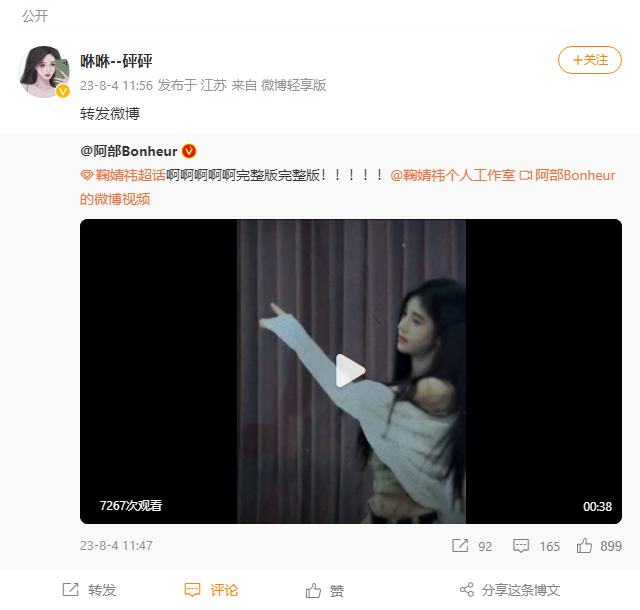 公开
咻咻--砰砰
+关注
23-8-4 11:56 发布于 江苏 来自 微博轻享版
转发微博
@阿部Bonheur
鞠婧祎超话啊啊啊啊啊完整版完整版！！！！！@鞠婧祎个人工作室 阿部Bonheur
的微博视频
7267次观看
00:38
23-8-4 11:47
92
165
899
转发
评论
赞
分享这条博文